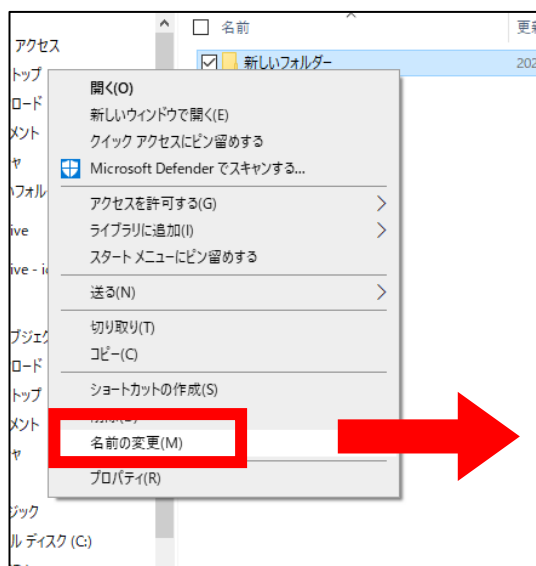 名前
更新
アクセス
トップ
新しいフォルダー
202
ロード
メント
ャ
フォル
ive
ive - i
ブジェク
ロード
トップ
メント
ャ
ジック
ル ディスク (C:)
開く(O)
新しいウィンドウで開く(E)
クイック アクセスにピン留めする
Microsoft Defender でスキャンする...
アクセスを許可する(G)
ライブラリに追加(I)
スタート メニューにピン留めする
送る(N)
切り取り(T)
コピー(C)
ショートカットの作成(S)
名前の変更(M)
プロパティ(R)